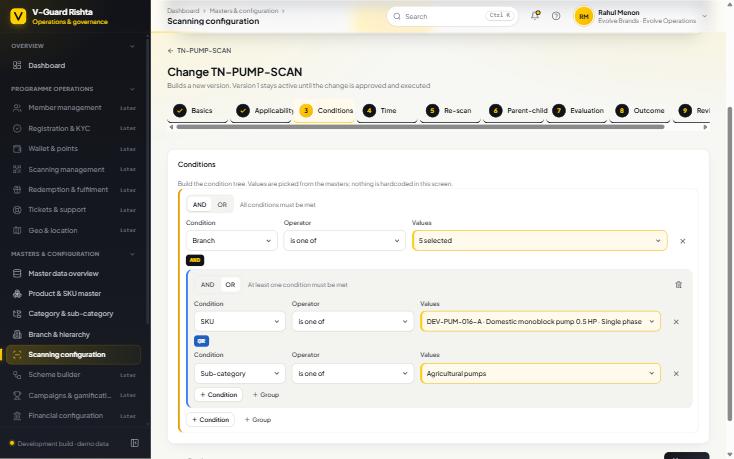 V-Guard Rishta
Operations & governance
OVERVIEW
Dashboard
PROGRAMME OPERATIONS
Member management Later
Registration & KYC Later
Wallet & points Later
Scanning management Later
Redemption & fulfilment Later
Tickets & support Later
Geo & location Later
MASTERS & CONFIGURATION
Master data overview
Product & SKU master
Category & sub-category
Branch & hierarchy
Scanning configuration
Scheme builder Later
Campaigns & gamificati... Later
Financial configuration Later
Development build · demo data
Dashboard > Masters & configuration >
Scanning configuration
Search Ctrl K
RM
Rahul Menon
Evolve Brands · Evolve Operations
← TN-PUMP-SCAN
Change TN-PUMP-SCAN
Builds a new version. Version 1 stays active until the change is approved and executed
Basics
Applicability
3 Conditions
4 Time
5 Re-scan
6 Parent-child
7 Evaluation
8 Outcome
9 Revi
Conditions
Build the condition tree. Values are picked from the masters; nothing is hardcoded in this screen.
AND OR All conditions must be met
Condition Operator Values
Branch is one of 5 selected
AND
AND OR At least one condition must be met
Condition Operator Values
SKU is one of DEV-PUM-016-A · Domestic monoblock pump 0.5 HP · Single phase
OR
Condition Operator Values
Sub-category is one of Agricultural pumps
+ Condition + Group
+ Condition + Group